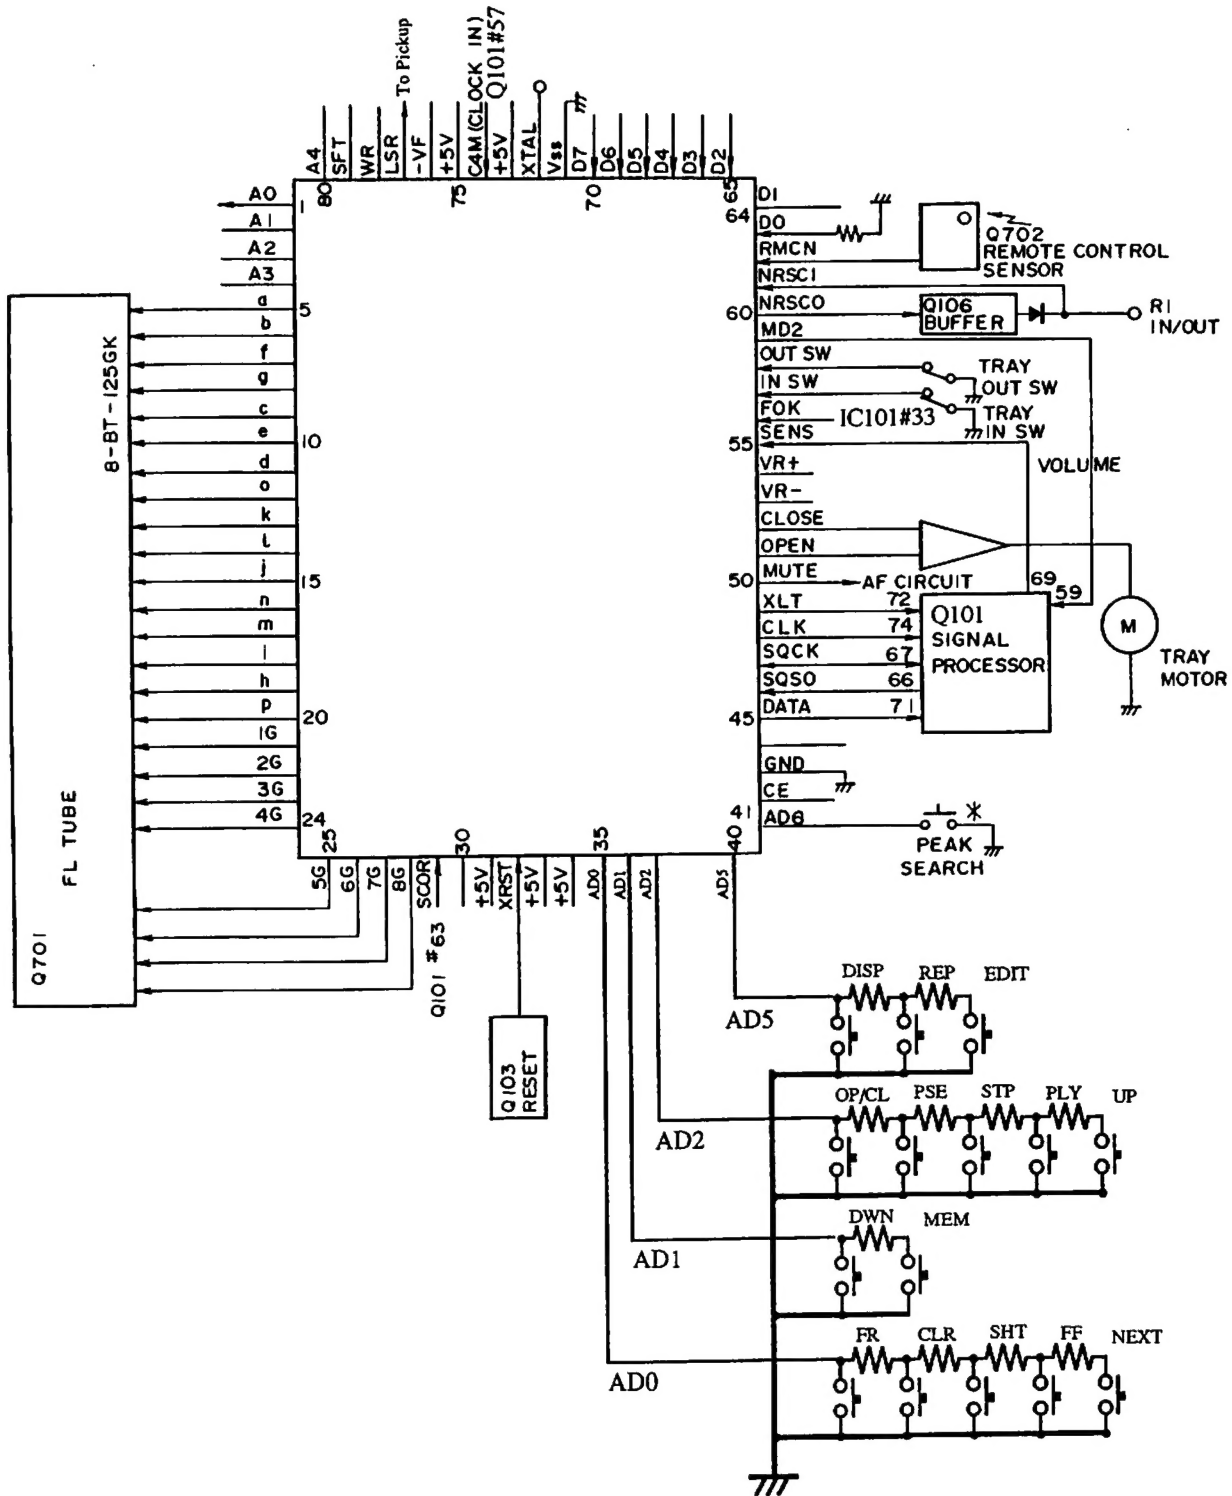 A4
80
SFT
WR
LSR
To Pickup
-VF
+5V
75
C4M (CLOCK IN)
Q101#57
+5V
XTAL
Vss
D7
70
D6
D5
D4
D3
D2
65
A0
1
A1
A2
A3
a
5
b
f
g
c
e
10
d
o
k
l
j
15
n
m
i
h
p
20
1G
2G
3G
4G
24
8-BT-125GK
FL TUBE
Q701
D1
64
D0
RMCN
NRSCI
60 NRSCO
MD2
OUT SW
IN SW
FOK
55 SENS
VR+
VR-
CLOSE
OPEN
50 MUTE
XLT
CLK
SQCK
SQSO
45 DATA
GND
CE
41
AD6
Q702
REMOTE CONTROL
SENSOR
Q106
BUFFER
RI
IN/OUT
TRAY
OUT SW
IC101#33
TRAY
IN SW
VOLUME
AF CIRCUIT
69
59
72
74
67
66
71
Q101
SIGNAL
PROCESSOR
M
TRAY
MOTOR
*
PEAK
SEARCH
25
5G
6G
7G
8G
SCOR
Q101 #63
30
+5V
XRST
+5V
+5V
35
AD0
AD1
AD2
40
AD5
Q103
RESET
DISP REP EDIT
AD5
OP/CL PSE STP PLY UP
AD2
DWN MEM
AD1
FR CLR SHT FF NEXT
AD0